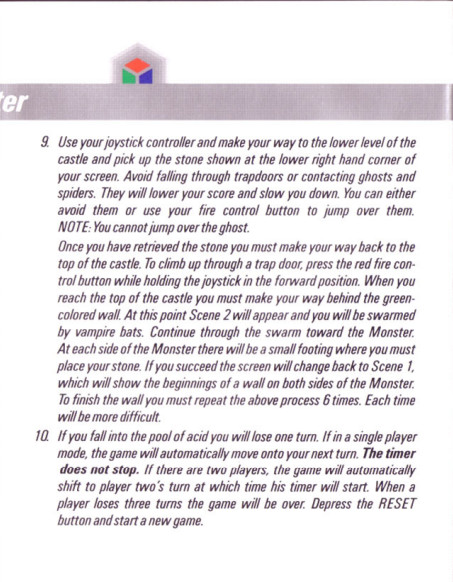 ter
9. Use your joystick controller and make your way to the lower level of the
castle and pick up the stone shown at the lower right hand corner of
your screen. Avoid falling through trapdoors or contacting ghosts and
spiders. They will lower your score and slow you down. You can either
avoid them or use your fire control button to jump over them.
NOTE: You cannot jump over the ghost.
Once you have retrieved the stone you must make your way back to the
top of the castle. To climb up through a trap door, press the red fire con-
trol button while holding the joystick in the forward position. When you
reach the top of the castle you must make your way behind the green-
colored wall. At this point Scene 2 will appear and you will be swarmed
by vampire bats. Continue through the swarm toward the Monster.
At each side of the Monster there will be a small footing where you must
place your stone. If you succeed the screen will change back to Scene 1,
which will show the beginnings of a wall on both sides of the Monster.
To finish the wall you must repeat the above process 6 times. Each time
will be more difficult.
10. If you fall into the pool of acid you will lose one turn. If in a single player
mode, the game will automatically move onto your next turn. The timer
does not stop. If there are two players, the game will automatically
shift to player two's turn at which time his timer will start. When a
player loses three turns the game will be over. Depress the RESET
button and start a new game.